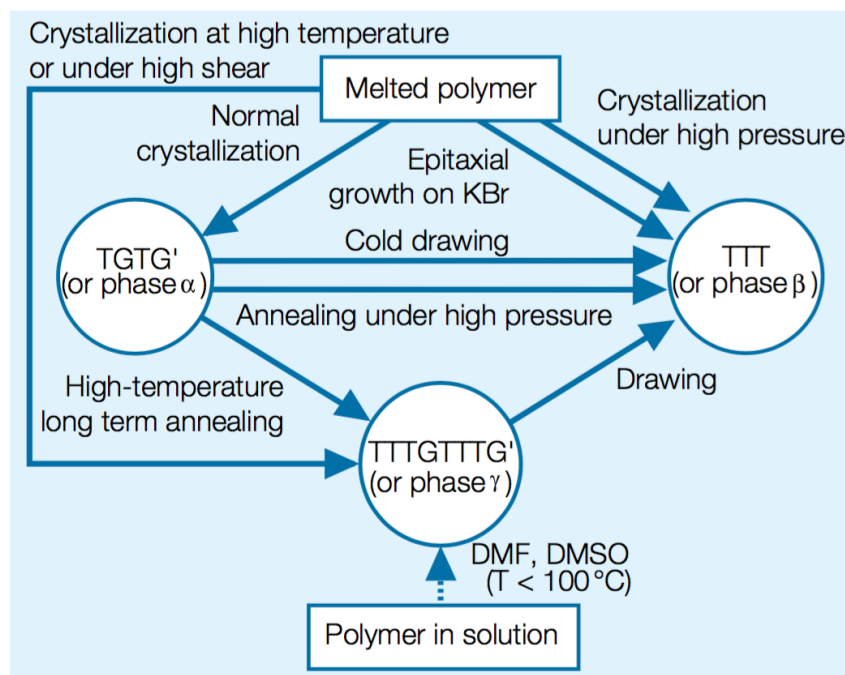 Crystallization at high temperature
or under high shear
Melted polymer
Normal
crystallization
Epitaxial
growth on KBr
Crystallization
under high pressure
TGTG'
(or phase α)
Cold drawing
Annealing under high pressure
TTT
(or phase β)
High-temperature
long term annealing
Drawing
TTTGTTTG'
(or phase γ)
DMF, DMSO
(T < 100 °C)
Polymer in solution